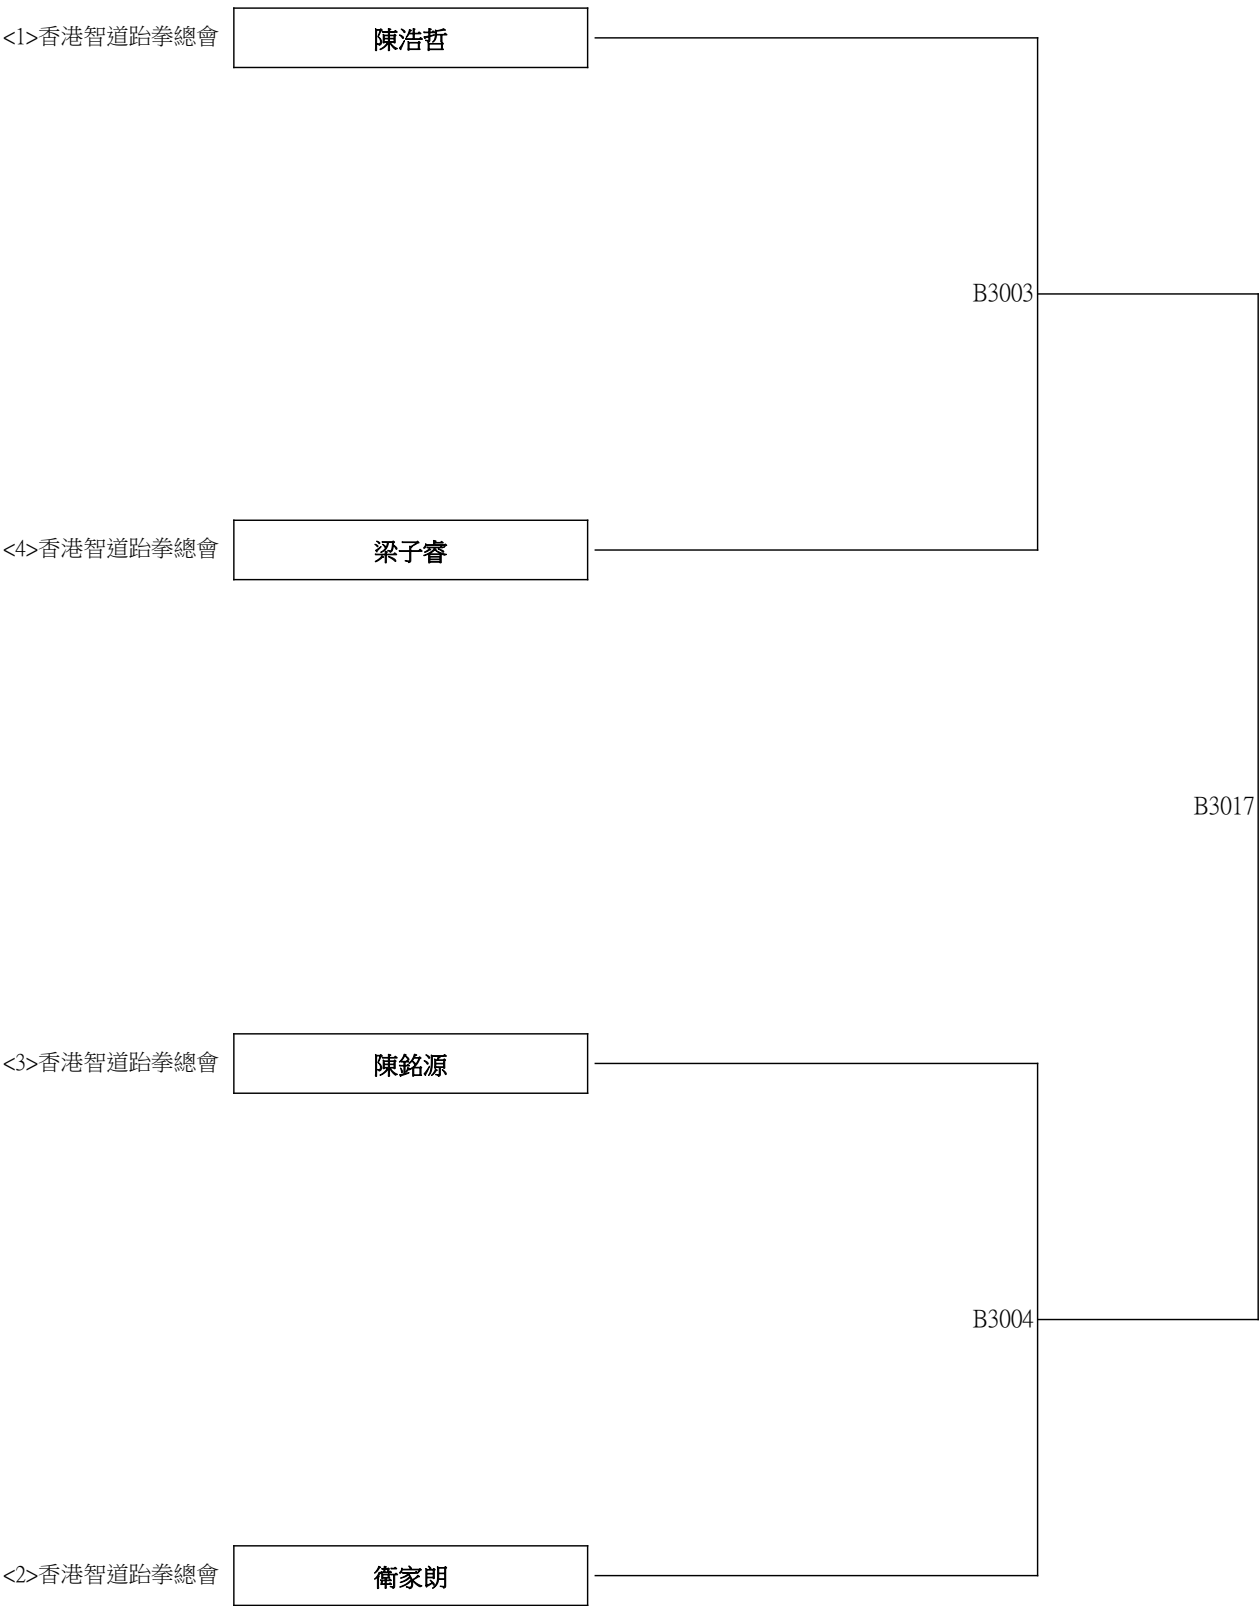 <1>香港智道跆拳總會 陳浩哲
B3003
<4>香港智道跆拳總會 梁子睿
B3017
<3>香港智道跆拳總會 陳銘源
B3004
<2>香港智道跆拳總會 衛家朗